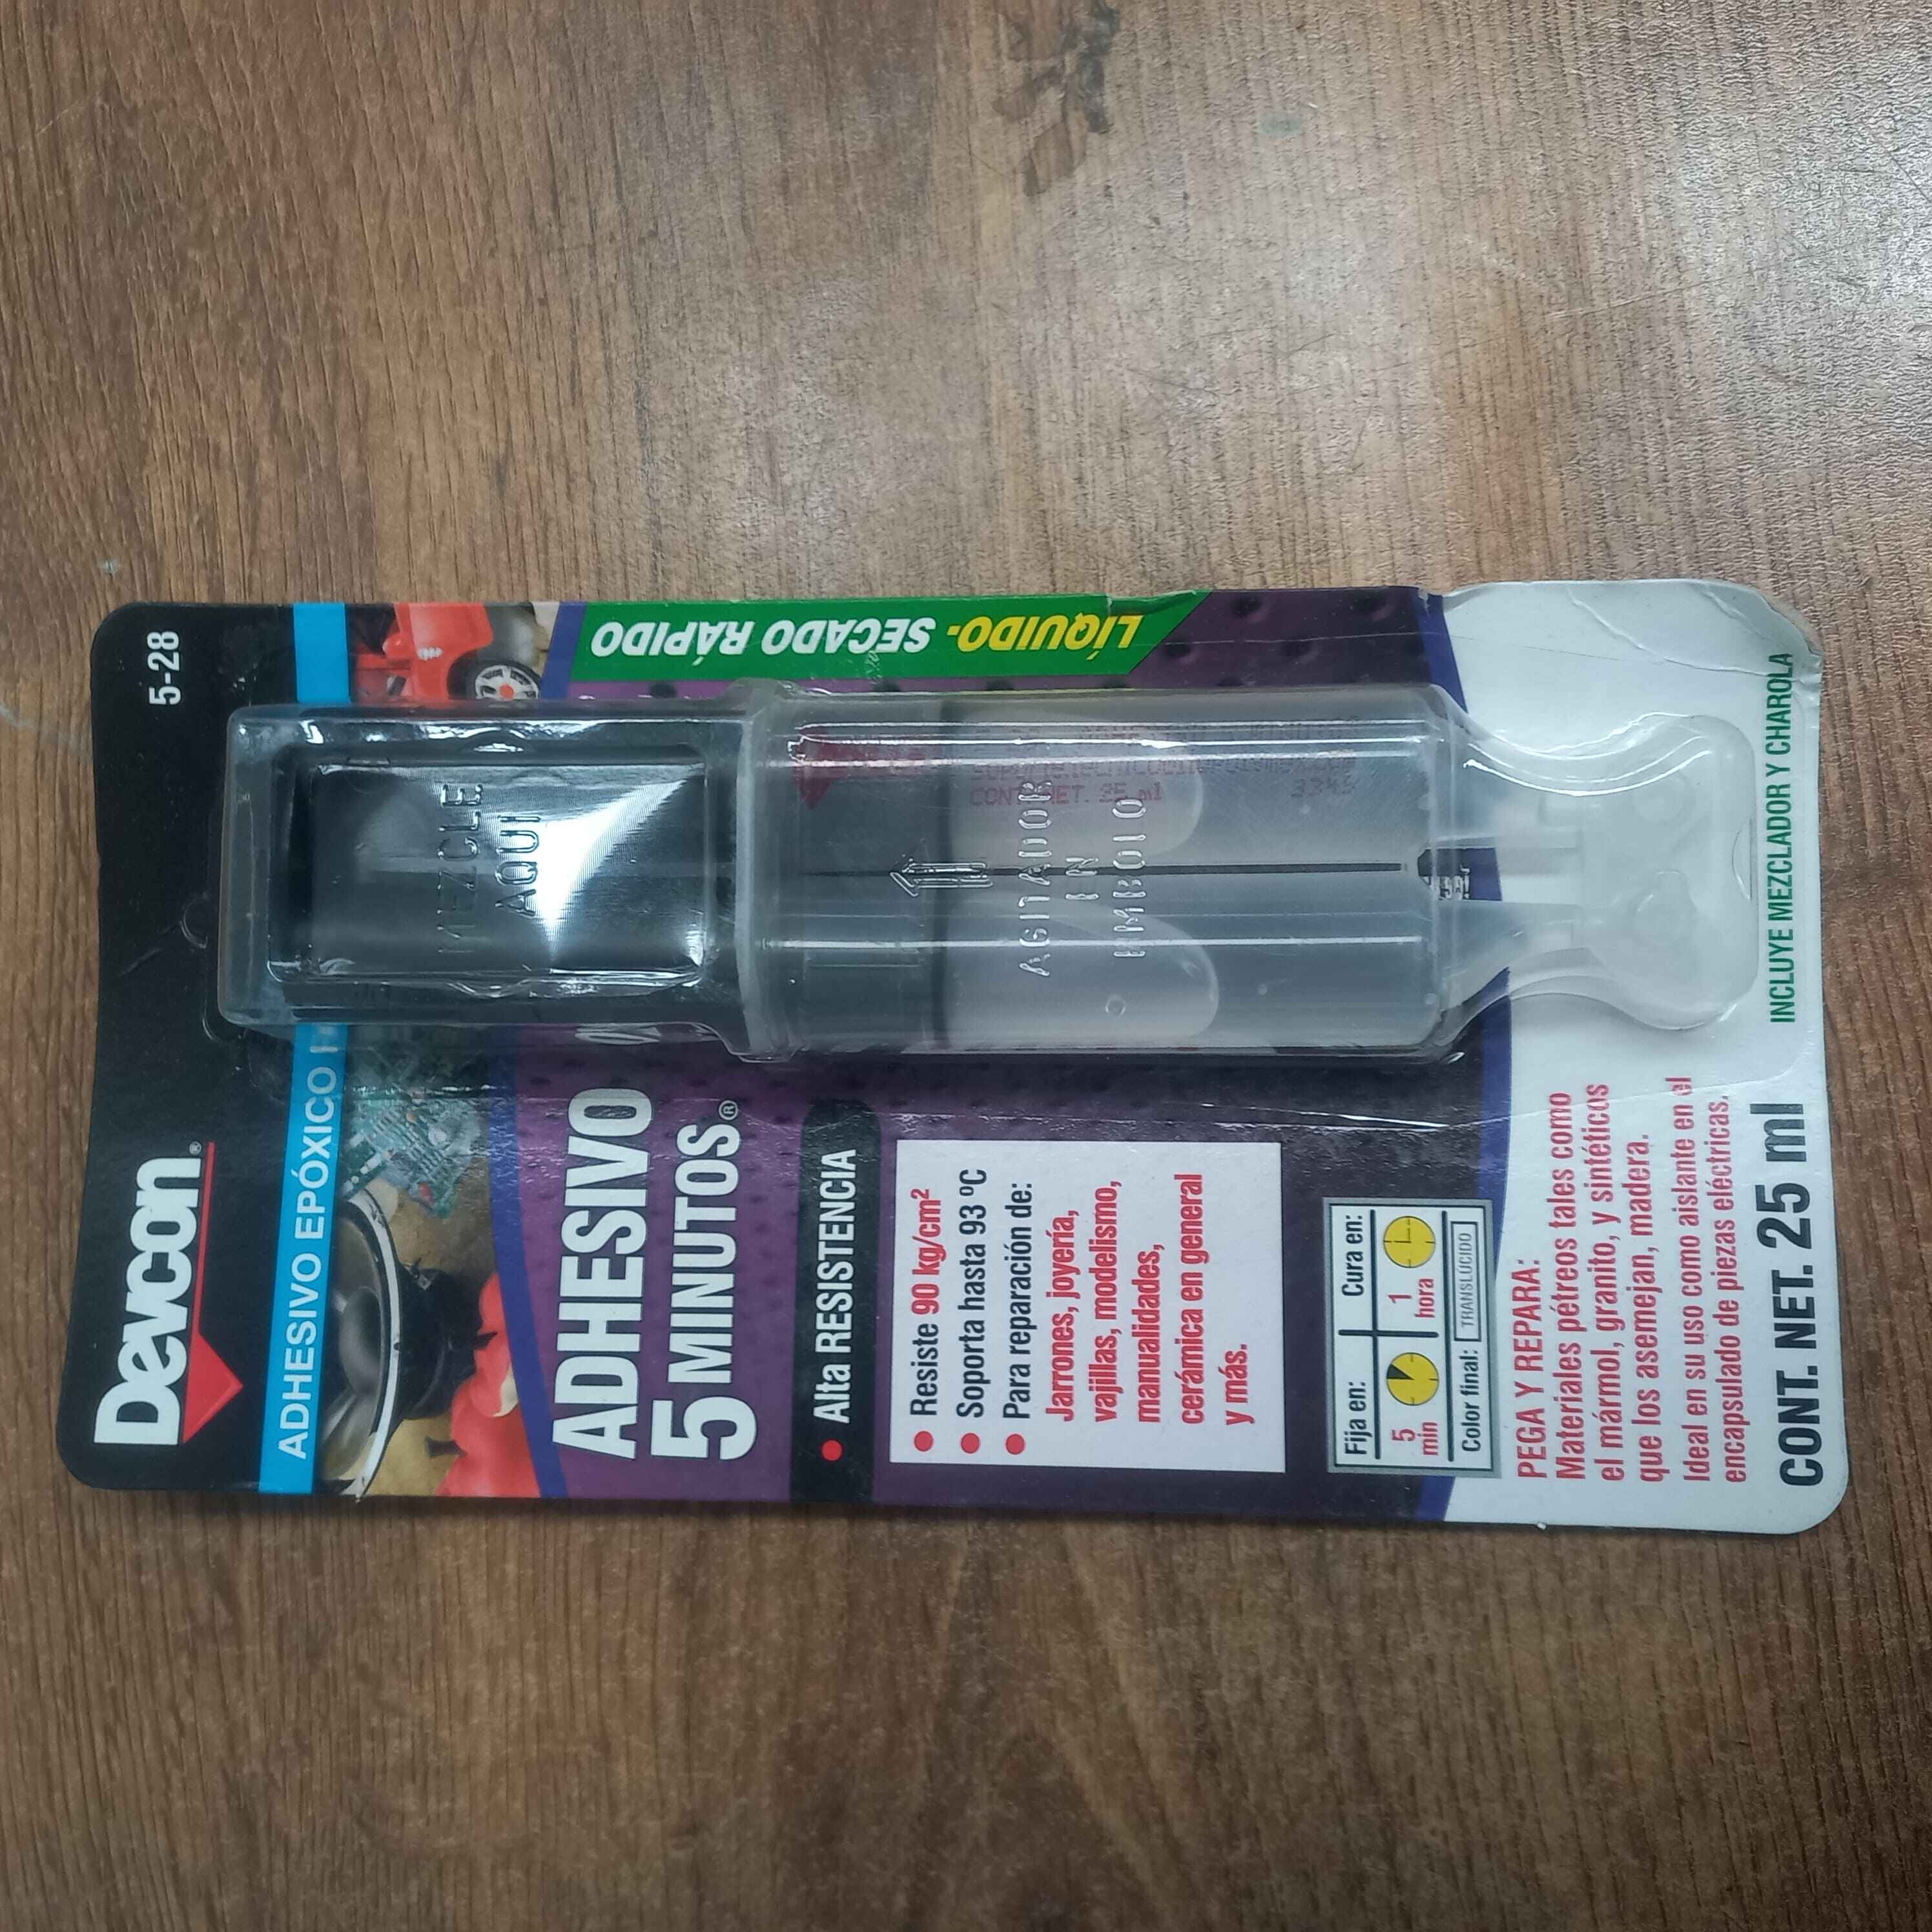 Devcon®
5-28
ADHESIVO EPÓXICO
ADHESIVO
5 MINUTOS®
LÍQUIDO- SECADO RÁPIDO
• Alta RESISTENCIA
• Resiste 90 kg/cm²
• Soporta hasta 93 ºC
• Para reparación de:
Jarrones, joyería,
vajillas, modelismo,
manualidades,
cerámica en general
y más.
Fija en: Cura en:
5 min 1 hora
Color final: TRANSLUCIDO
PEGA Y REPARA:
Materiales pétreos tales como
el mármol, granito, y sintéticos
que los asemejan, madera.
Ideal en su uso como aislante en el
encapsulado de piezas eléctricas.
CONT. NET. 25 ml
INCLUYE MEZCLADOR Y CHAROLA
MEZCLE
AQUI
AGITADOR
CONT. NET. 25 ml
3345